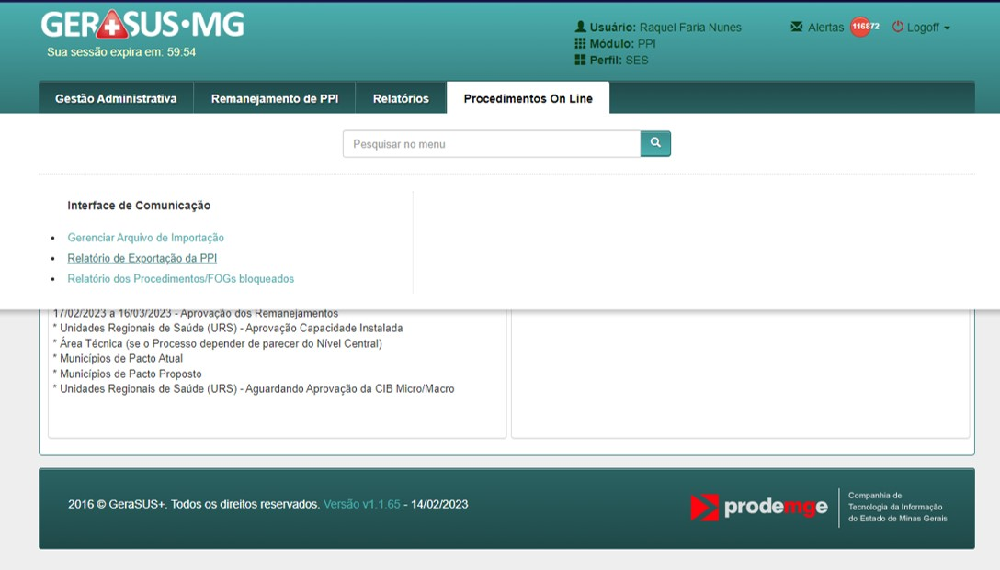 GERASUS•MG
Sua sessão expira em: 59:54
Usuário: Raquel Faria Nunes
Módulo: PPI
Perfil: SES
Alertas 116872 Logoff
Gestão Administrativa Remanejamento de PPI Relatórios Procedimentos On Line
Pesquisar no menu
Interface de Comunicação
• Gerenciar Arquivo de Importação
• Relatório de Exportação da PPI
• Relatório dos Procedimentos/FOGs bloqueados
17/02/2023 a 16/03/2023 - Aprovação dos Remanejamentos
* Unidades Regionais de Saúde (URS) - Aprovação Capacidade Instalada
* Área Técnica (se o Processo depender de parecer do Nível Central)
* Municípios de Pacto Atual
* Municípios de Pacto Proposto
* Unidades Regionais de Saúde (URS) - Aguardando Aprovação da CIB Micro/Macro
2016 © GeraSUS+. Todos os direitos reservados. Versão v1.1.65 - 14/02/2023
prodemge
Companhia de
Tecnologia da Informação
do Estado de Minas Gerais